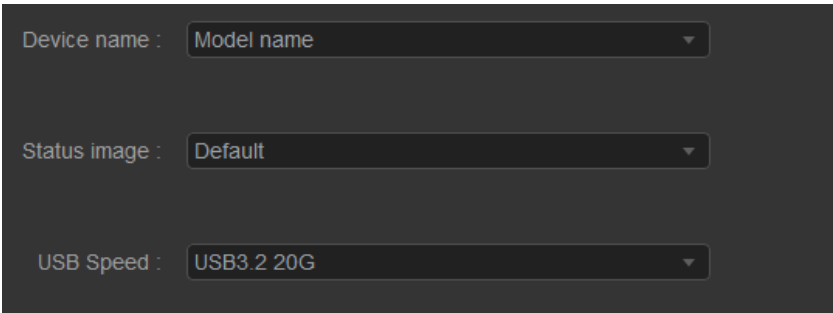 Device name : Model name
Status image : Default
USB Speed : USB3.2 20G